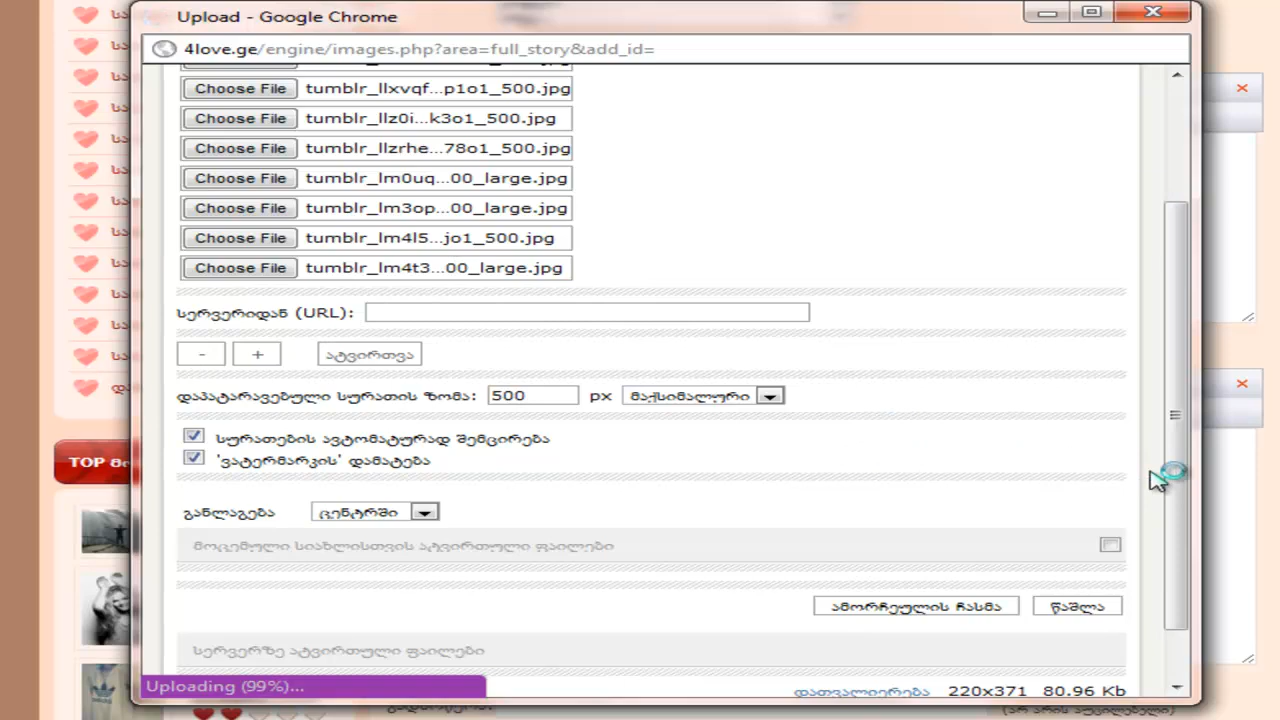 Upload - Google Chrome
4love.ge/engine/images.php?area=full_story&add_id=
Choose File tumblr_llxvqf...p1o1_500.jpg
Choose File tumblr_llz0i...k3o1_500.jpg
Choose File tumblr_llzrhe...78o1_500.jpg
Choose File tumblr_lm0uq...00_large.jpg
Choose File tumblr_lm3op...00_large.jpg
Choose File tumblr_lm4l5...jo1_500.jpg
Choose File tumblr_lm4t3...00_large.jpg
სერვერიდან (URL):
- + ატვირთვა
დაპატარავებული სურათის ზომა: 500 px მაქსიმალური
სურათების ავტომატურად შემცირება
'ვატერმარკის' დამატება
TOP
განლაგება ცენტრში
მოცემული სიახლისთვის ატვირთული ფაილები
ამორჩეულის ჩასმა წაშლა
სერვერზე ატვირთული ფაილები
Uploading (99%)...
დათვალიერება 220x371 80.96 Kb
(არ არის აუცილებელი)